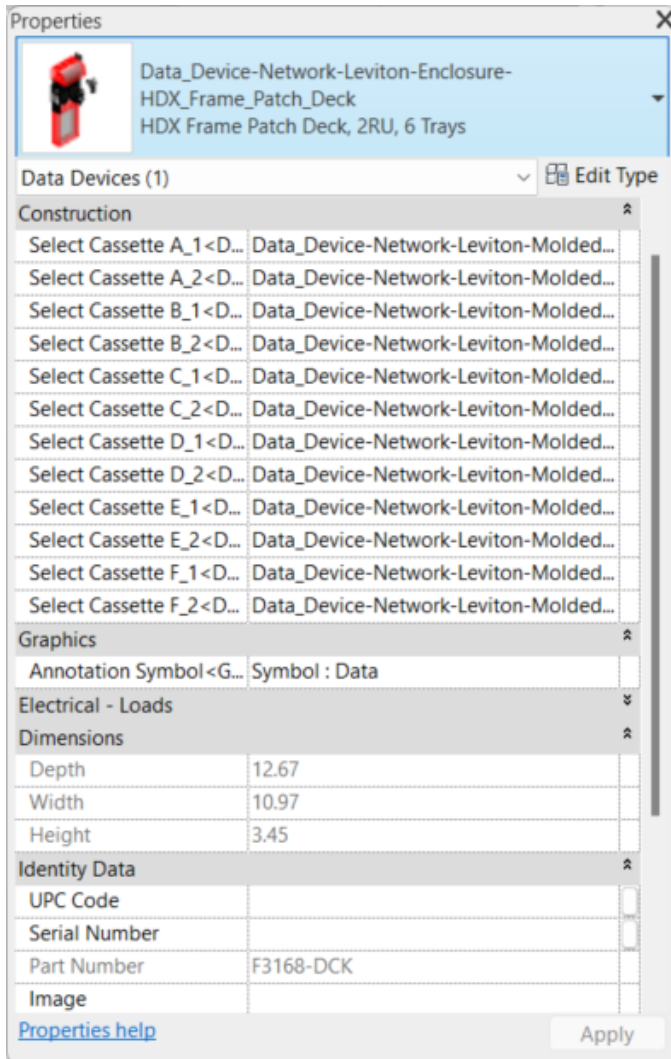 Properties
Data_Device-Network-Leviton-Enclosure-
HDX_Frame_Patch_Deck
HDX Frame Patch Deck, 2RU, 6 Trays
Data Devices (1) Edit Type
Construction
Select Cassette A_1<D... Data_Device-Network-Leviton-Molded...
Select Cassette A_2<D... Data_Device-Network-Leviton-Molded...
Select Cassette B_1<D... Data_Device-Network-Leviton-Molded...
Select Cassette B_2<D... Data_Device-Network-Leviton-Molded...
Select Cassette C_1<D... Data_Device-Network-Leviton-Molded...
Select Cassette C_2<D... Data_Device-Network-Leviton-Molded...
Select Cassette D_1<D... Data_Device-Network-Leviton-Molded...
Select Cassette D_2<D... Data_Device-Network-Leviton-Molded...
Select Cassette E_1<D... Data_Device-Network-Leviton-Molded...
Select Cassette E_2<D... Data_Device-Network-Leviton-Molded...
Select Cassette F_1<D... Data_Device-Network-Leviton-Molded...
Select Cassette F_2<D... Data_Device-Network-Leviton-Molded...
Graphics
Annotation Symbol<G... Symbol : Data
Electrical - Loads
Dimensions
Depth 12.67
Width 10.97
Height 3.45
Identity Data
UPC Code
Serial Number
Part Number F3168-DCK
Image
Properties help Apply